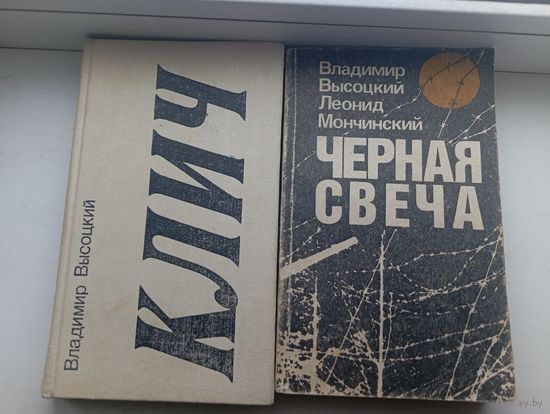 Владимир Высоцкий
КЛИЧ
Владимир
Высоцкий
Леонид
Мончинский
ЧЕРНАЯ
СВЕЧА